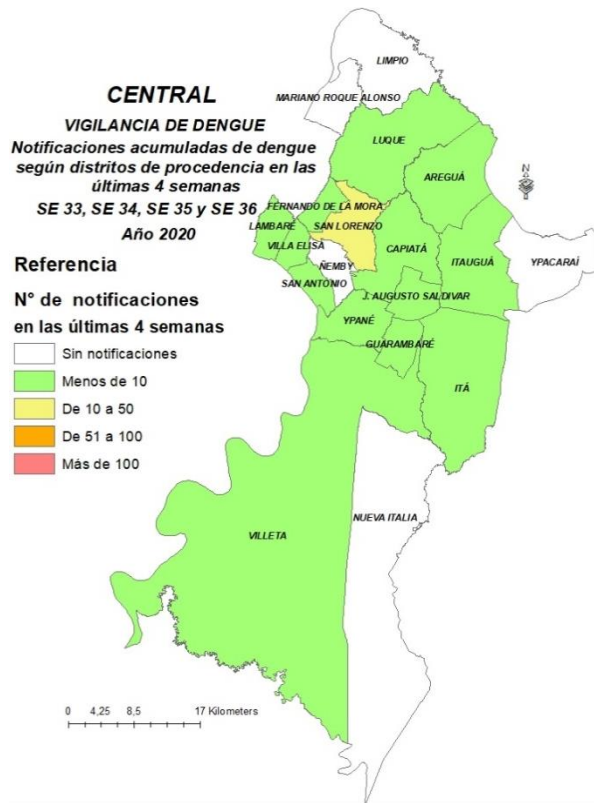 CENTRAL
VIGILANCIA DE DENGUE
Notificaciones acumuladas de dengue
según distritos de procedencia en las
últimas 4 semanas
SE 33, SE 34, SE 35 y SE 36
Año 2020
Referencia
N° de notificaciones
en las últimas 4 semanas
Sin notificaciones
Menos de 10
De 10 a 50
De 51 a 100
Más de 100
LIMPIO
MARIANO ROQUE ALONSO
LUQUE
AREGUÁ
N
FERNANDO DE LA MORA
LAMBARÉ
SAN LORENZO
VILLA ELISA
CAPIATÁ
ITAUGUÁ
YPACARAÍ
ÑEMBY
SAN ANTONIO
J. AUGUSTO SALDIVAR
YPANÉ
GUARAMBARÉ
ITÁ
VILLETA
NUEVA ITALIA
0 4,25 8,5 17 Kilometers